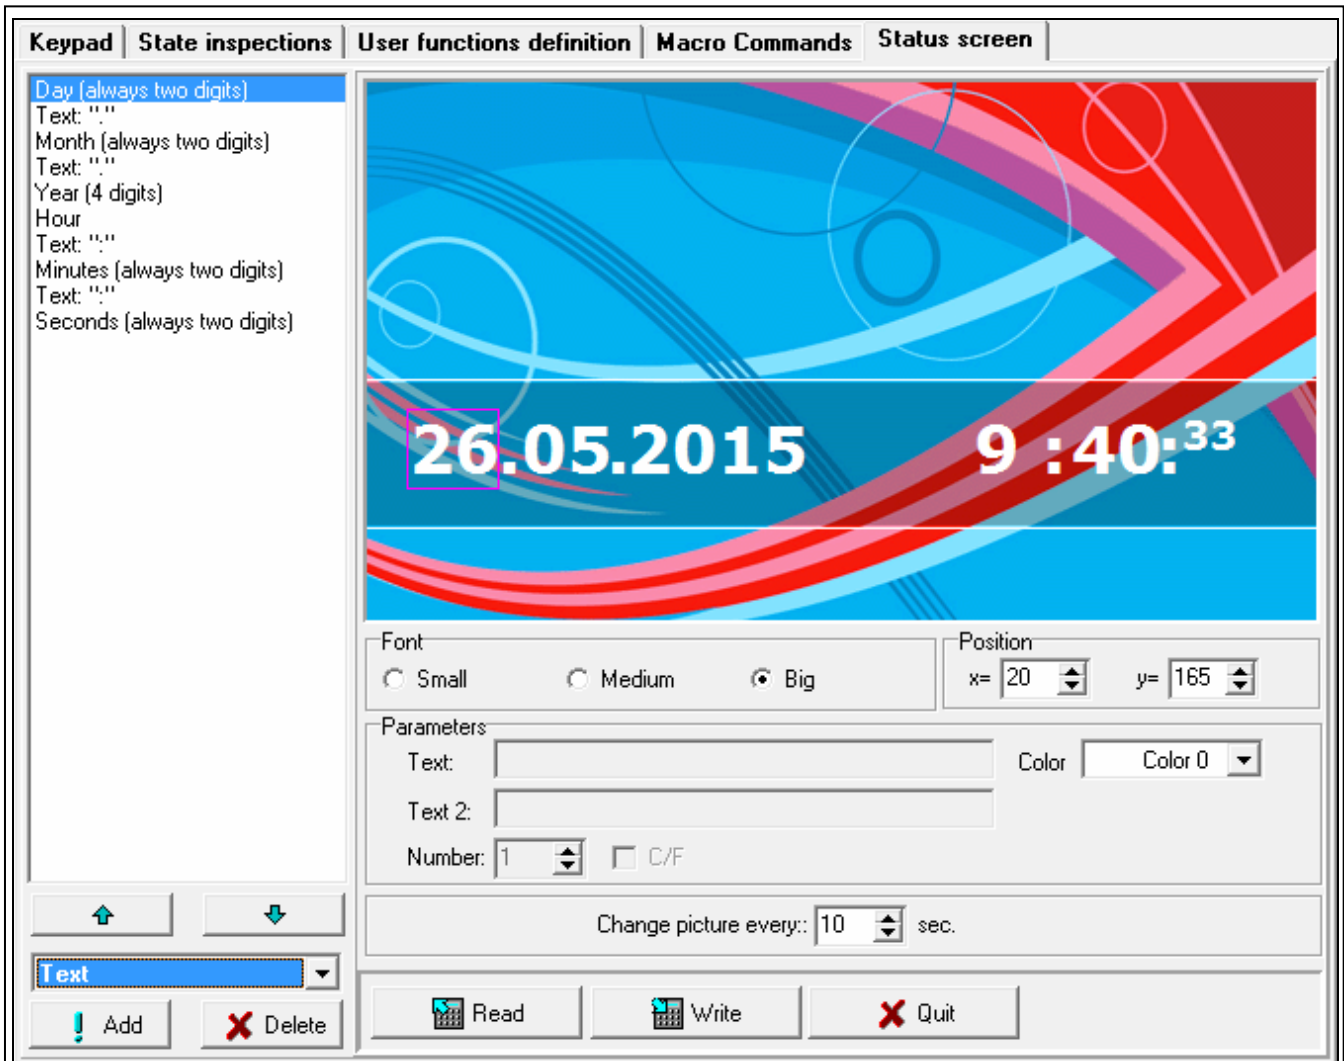 Keypad State inspections User functions definition Macro Commands Status screen
Day (always two digits)
Text: "."
Month (always two digits)
Text: "."
Year (4 digits)
Hour
Text: ":"
Minutes (always two digits)
Text: ":"
Seconds (always two digits)
26.05.2015 9 :40:33
Font
Small Medium Big
Position
x= 20 y= 165
Parameters
Text: Color Color 0
Text 2:
Number: 1 C/F
Change picture every:: 10 sec.
Text
Add Delete
Read Write Quit